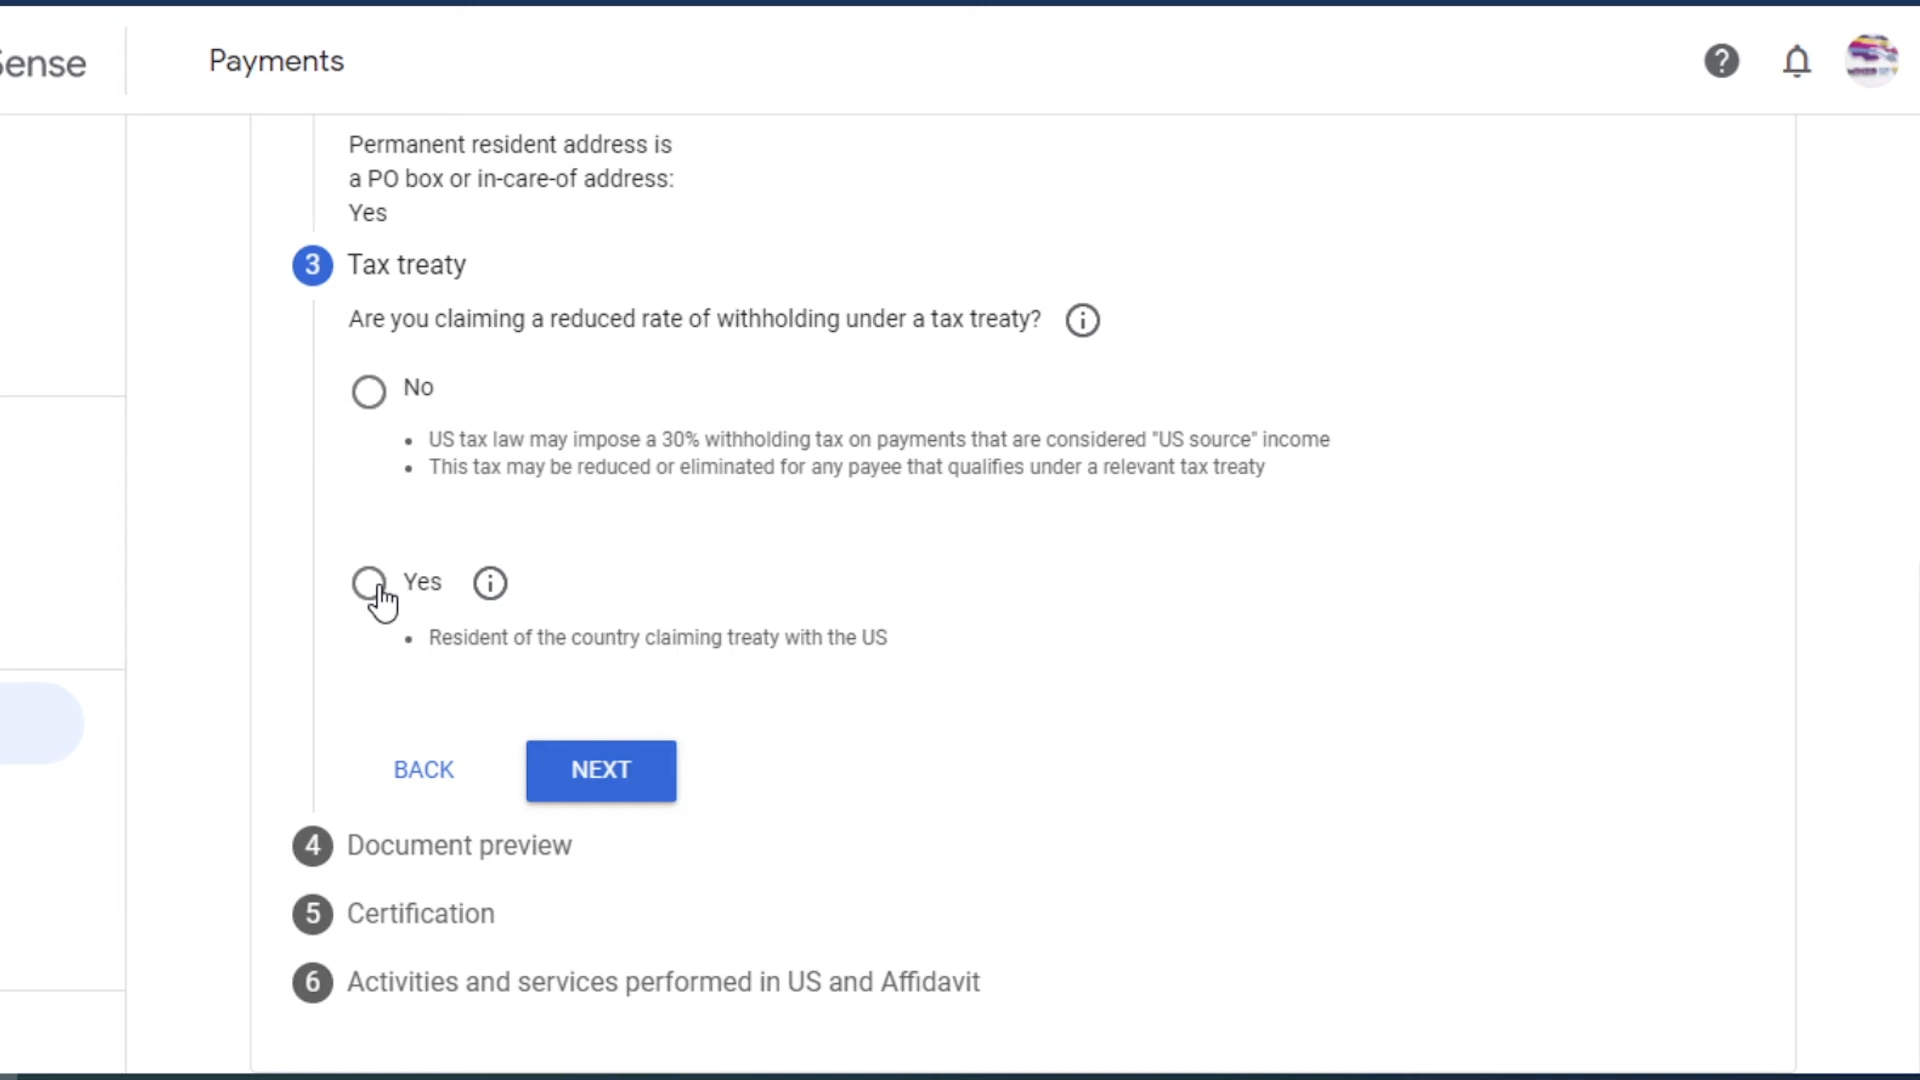 Sense
Payments
Permanent resident address is
a PO box or in-care-of address:
Yes
3 Tax treaty
Are you claiming a reduced rate of withholding under a tax treaty?
No
• US tax law may impose a 30% withholding tax on payments that are considered "US source" income
• This tax may be reduced or eliminated for any payee that qualifies under a relevant tax treaty
Yes
• Resident of the country claiming treaty with the US
BACK NEXT
4 Document preview
5 Certification
6 Activities and services performed in US and Affidavit